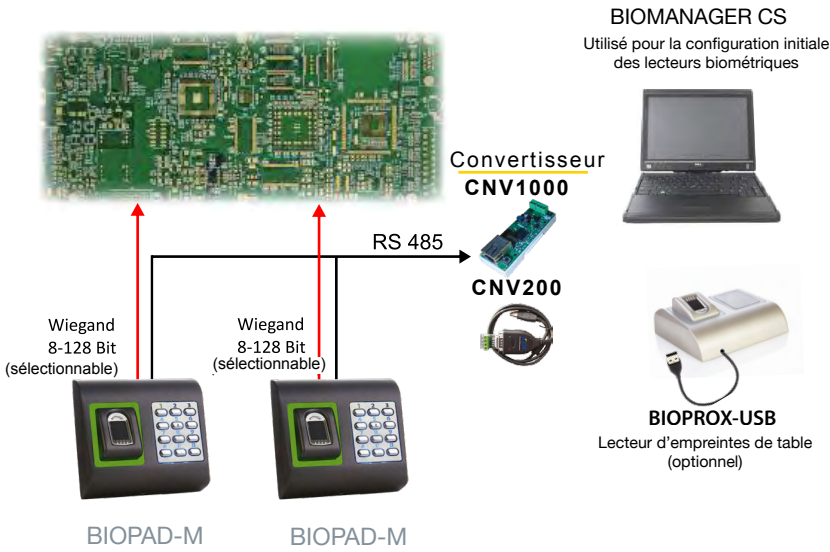 BIOMANAGER CS
Utilisé pour la configuration initiale
des lecteurs biométriques
Convertisseur
CNV1000
RS 485
CNV200
Wiegand
8-128 Bit
(sélectionnable)
Wiegand
8-128 Bit
(sélectionnable)
BIOPROX-USB
Lecteur d'empreintes de table
(optionnel)
BIOPAD-M
BIOPAD-M